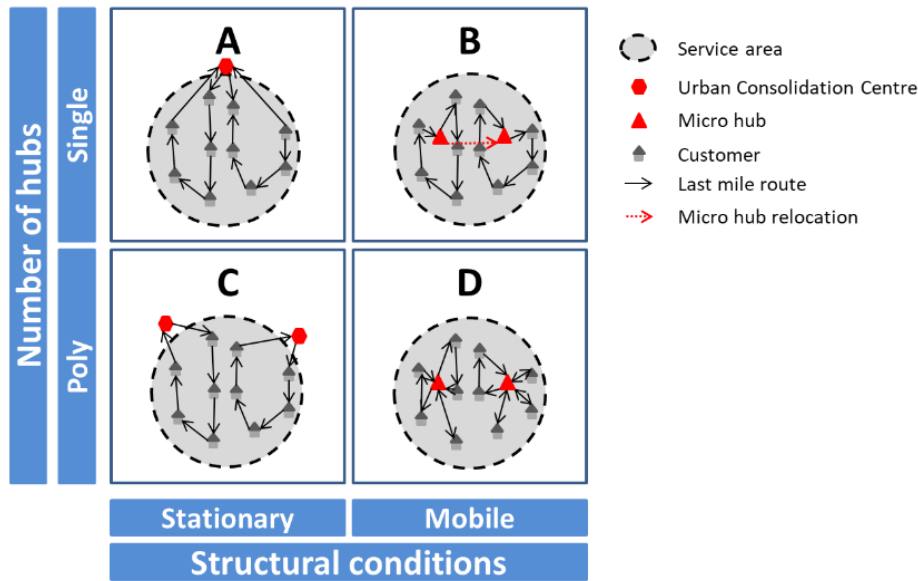 Number of hubs
Single
Poly
A
B
C
D
Stationary
Mobile
Structural conditions
Service area
Urban Consolidation Centre
Micro hub
Customer
Last mile route
Micro hub relocation